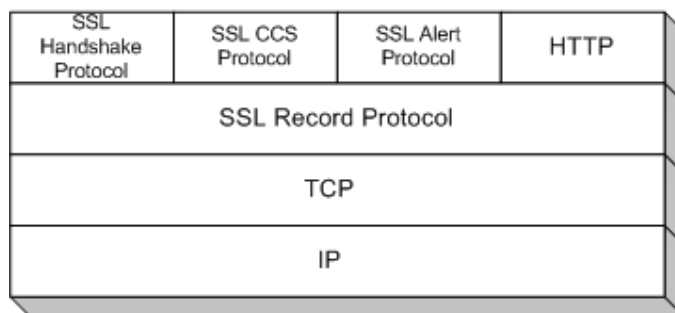 SSL
Handshake
Protocol
SSL CCS
Protocol
SSL Alert
Protocol
HTTP
SSL Record Protocol
TCP
IP